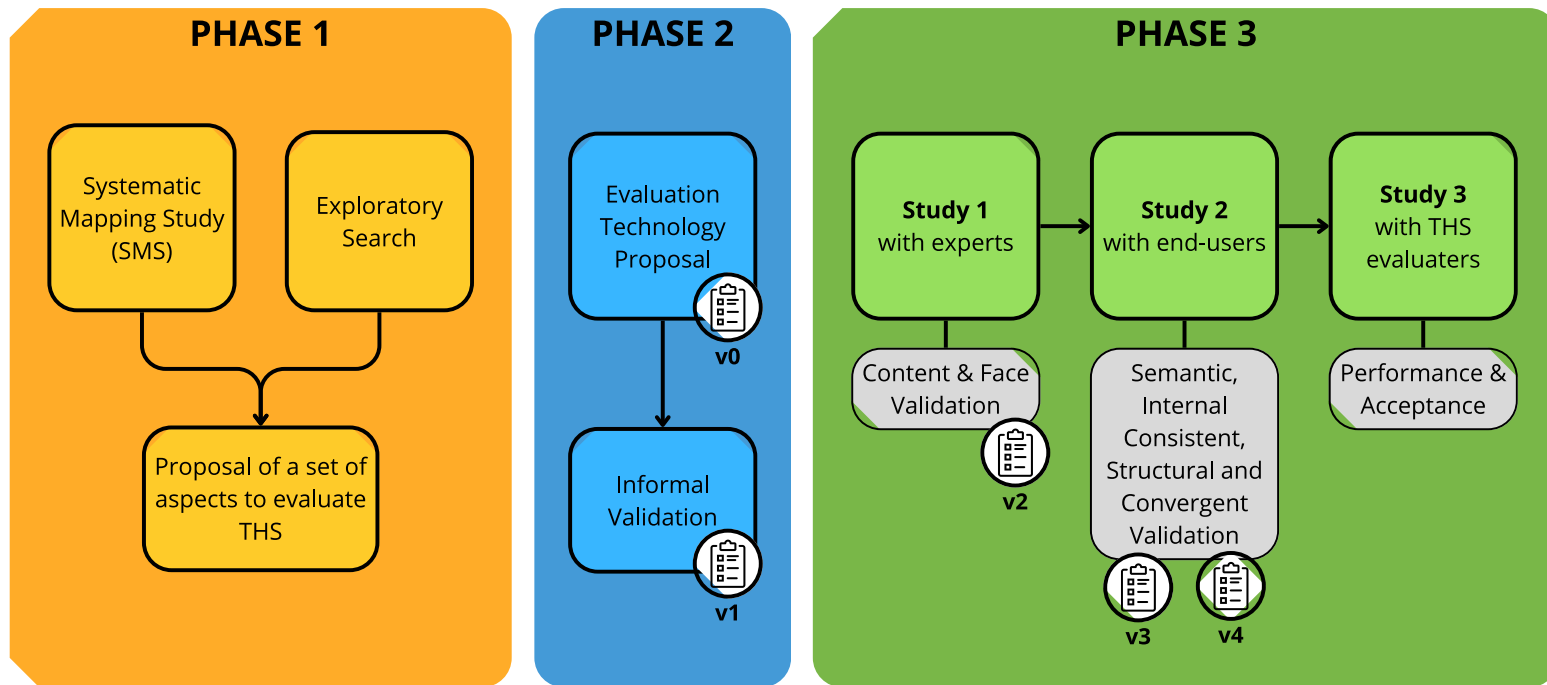 PHASE 1
Systematic
Mapping Study
(SMS)
Exploratory
Search
Proposal of a set of
aspects to evaluate
THS
PHASE 2
Evaluation
Technology
Proposal
v0
Informal
Validation
v1
PHASE 3
Study 1
with experts
Content & Face
Validation
v2
Study 2
with end-users
Semantic,
Internal
Consistent,
Structural and
Convergent
Validation
v3
v4
Study 3
with THS
evaluaters
Performance &
Acceptance